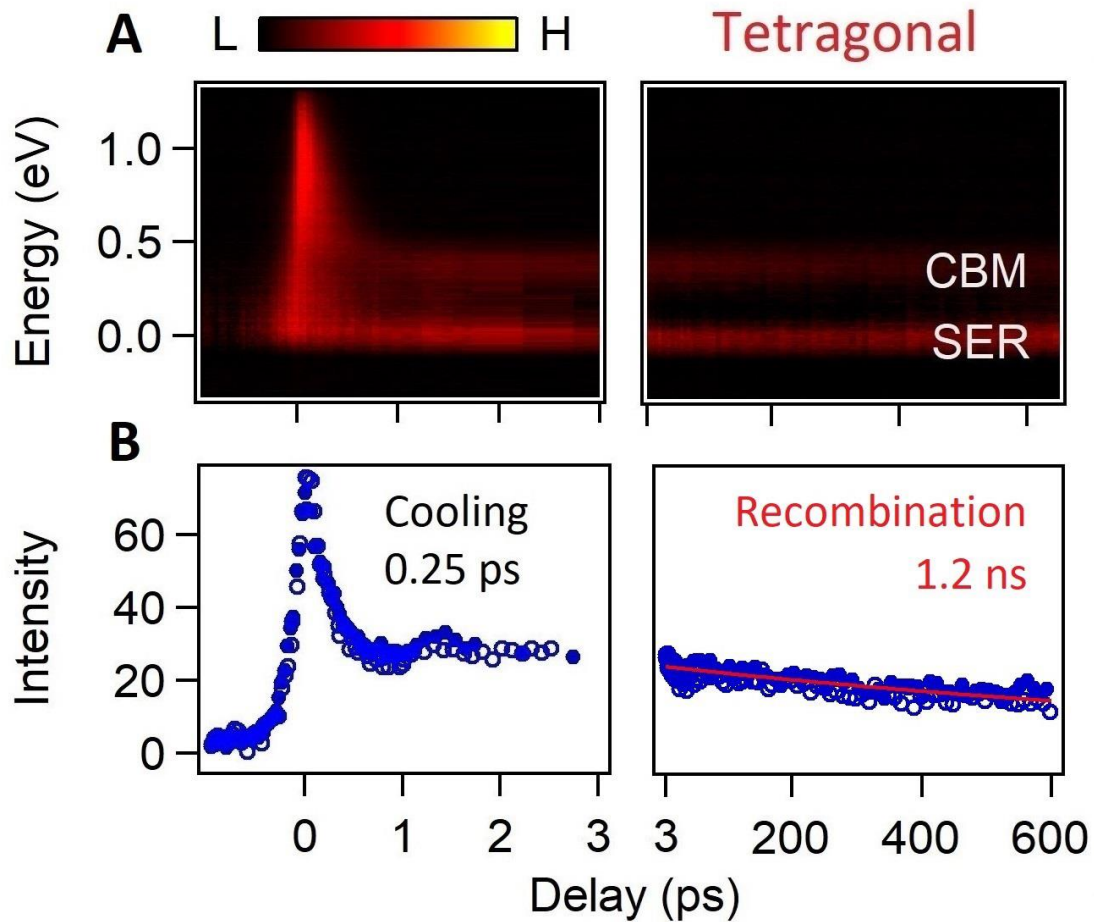 A
L
H
Tetragonal
Energy (eV)
1.0
0.5
0.0
CBM
SER
B
Intensity
60
40
20
0
Cooling
0.25 ps
Recombination
1.2 ns
0 1 2 3
3 200 400 600
Delay (ps)